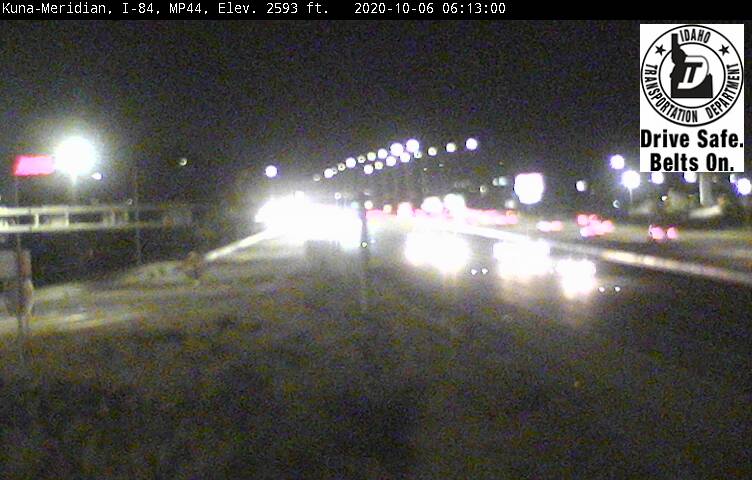 Kuna-Meridian, I-84, MP44, Elev. 2593 ft.   2020-10-06 06:13:00
IDAHO
TRANSPORTATION DEPARTMENT
Drive Safe.
Belts On.